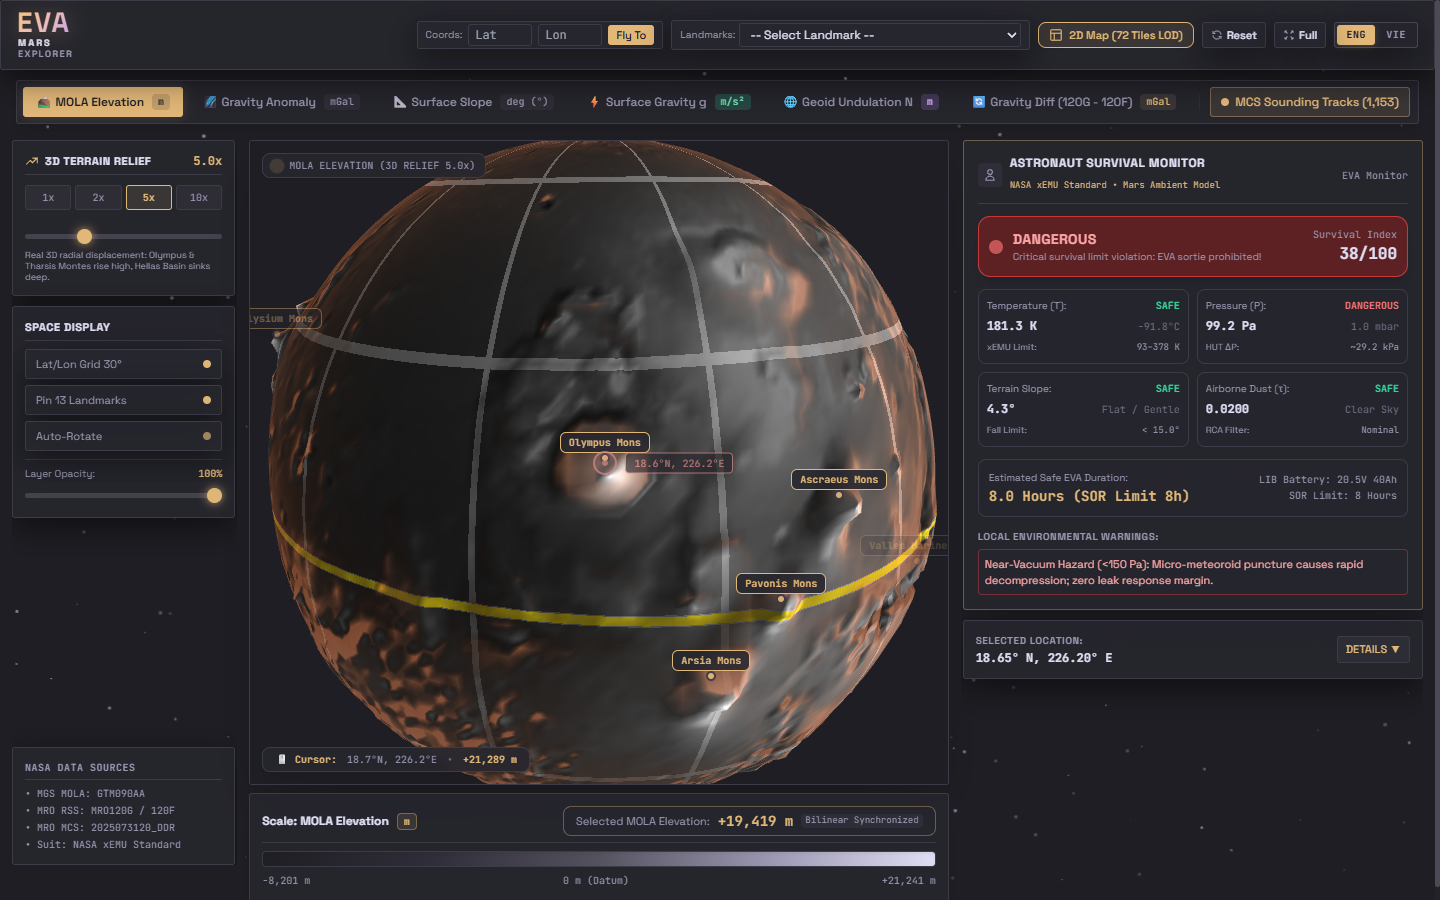 EVA
MARS
EXPLORER
Coords: Lat Lon Fly To
Landmarks: -- Select Landmark --
2D Map (72 Tiles LOD)
Reset
Full
ENG VIE
MOLA Elevation m
Gravity Anomaly mGal
Surface Slope deg (°)
Surface Gravity g m/s²
Geoid Undulation N m
Gravity Diff (120G - 120F) mGal
MCS Sounding Tracks (1,153)
3D TERRAIN RELIEF 5.0x
1x 2x 5x 10x
Real 3D radial displacement: Olympus &
Tharsis Montes rise high, Hellas Basin sinks
deep.
SPACE DISPLAY
Lat/Lon Grid 30°
Pin 13 Landmarks
Auto-Rotate
Layer Opacity: 100%
NASA DATA SOURCES
• MGS MOLA: GTM090AA
• MRO RSS: MRO120G / 120F
• MRO MCS: 2025073120_DDR
• Suit: NASA xEMU Standard
MOLA ELEVATION (3D RELIEF 5.0x)
lysium Mons
Olympus Mons
18.6°N, 226.2°E
Ascraeus Mons
Valles Marine
Pavonis Mons
Arsia Mons
Cursor: 18.7°N, 226.2°E • +21,289 m
Scale: MOLA Elevation m
Selected MOLA Elevation: +19,419 m Bilinear Synchronized
-8,201 m 0 m (Datum) +21,241 m
ASTRONAUT SURVIVAL MONITOR
NASA xEMU Standard • Mars Ambient Model
EVA Monitor
DANGEROUS
Critical survival limit violation: EVA sortie prohibited!
Survival Index
38/100
Temperature (T): SAFE
181.3 K -91.8°C
xEMU Limit: 93-378 K
Pressure (P): DANGEROUS
99.2 Pa 1.0 mbar
HUT ΔP: ~29.2 kPa
Terrain Slope: SAFE
4.3° Flat / Gentle
Fall Limit: < 15.0°
Airborne Dust (τ): SAFE
0.0200 Clear Sky
RCA Filter: Nominal
Estimated Safe EVA Duration:
8.0 Hours (SOR Limit 8h)
LIB Battery: 20.5V 40Ah
SOR Limit: 8 Hours
LOCAL ENVIRONMENTAL WARNINGS:
Near-Vacuum Hazard (<150 Pa): Micro-meteoroid puncture causes rapid
decompression; zero leak response margin.
SELECTED LOCATION:
18.65° N, 226.20° E
DETAILS ▼